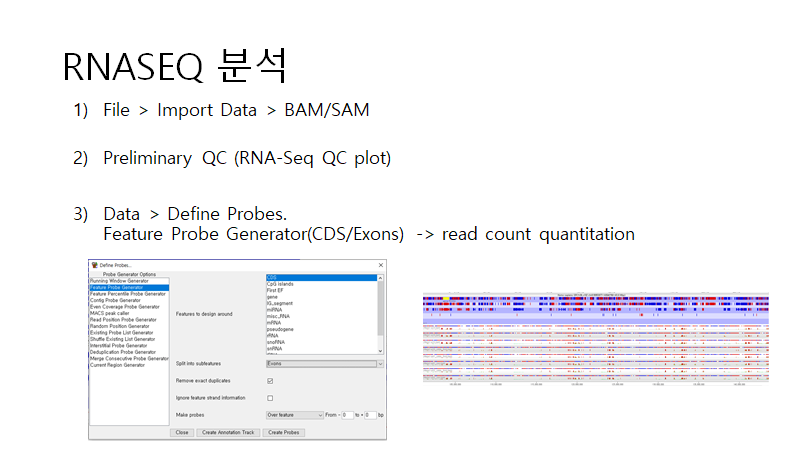 RNASEQ 분석
1) File > Import Data > BAM/SAM
2) Preliminary QC (RNA-Seq QC plot)
3) Data > Define Probes.
Feature Probe Generator(CDS/Exons) -> read count quantitation
Define Probes...
Probe Generator Options
Running Window Generator
Feature Probe Generator
Feature Percentile Probe Generator
Contig Probe Generator
Even Coverage Probe Generator
MACS peak caller
Read Position Probe Generator
Random Position Generator
Existing Probe List Generator
Shuffle Existing List Generator
Interstitial Probe Generator
Deduplication Probe Generator
Merge Consecutive Probe Generator
Current Region Generator
Features to design around
CDS
CpG islands
First EF
gene
IG_segment
miRNA
misc_RNA
mRNA
pseudogene
rRNA
snoRNA
snRNA
Split into subfeatures
Exons
Remove exact duplicates
Ignore feature strand information
Make probes
Over feature
From -
0
to +
0
bp
Close
Create Annotation Track
Create Probes